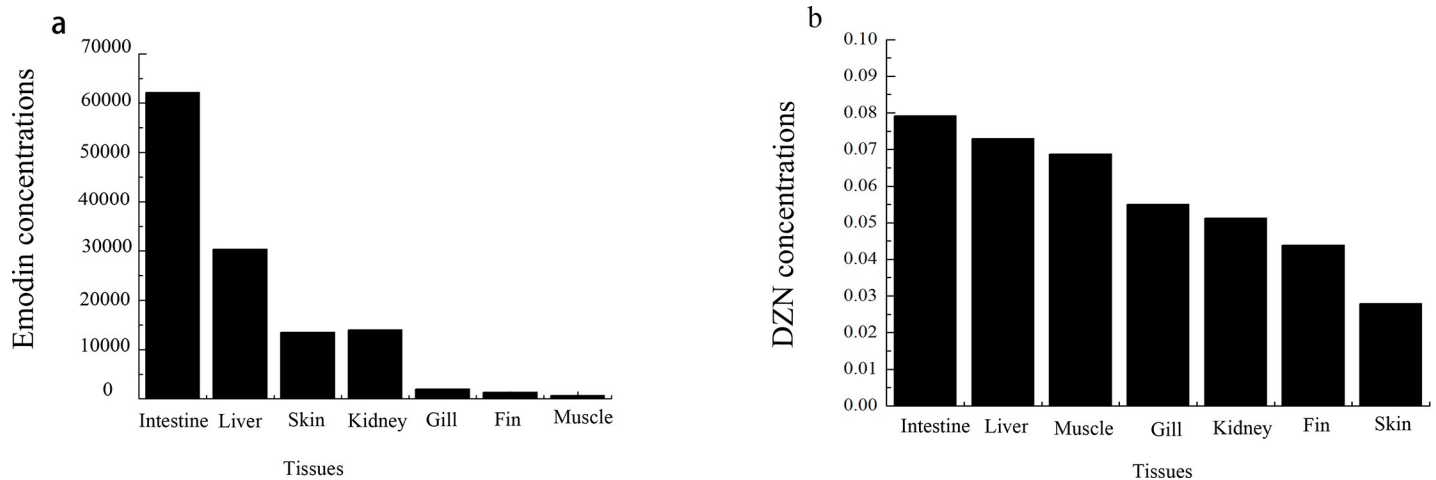 a
Emodin concentrations
70000
60000
50000
40000
30000
20000
10000
0
Intestine Liver Skin Kidney Gill Fin Muscle
Tissues
b
DZN concentrations
0.10
0.09
0.08
0.07
0.06
0.05
0.04
0.03
0.02
0.01
0.00
Intestine Liver Muscle Gill Kidney Fin Skin
Tissues